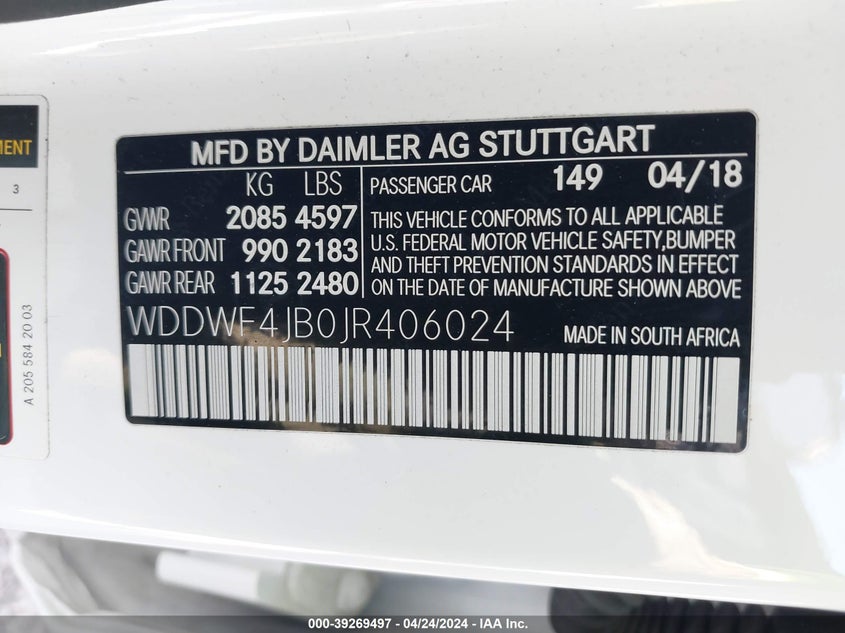 MENT
3
A 205 584 20 03
MFD BY DAIMLER AG STUTTGART
KG LBS
GVWR 2085 4597
GAWR FRONT 990 2183
GAWR REAR 1125 2480
PASSENGER CAR 149 04/18
THIS VEHICLE CONFORMS TO ALL APPLICABLE
U.S. FEDERAL MOTOR VEHICLE SAFETY,BUMPER
AND THEFT PREVENTION STANDARDS IN EFFECT
ON THE DATE OF MANUFACTURE SHOWN ABOVE
WDDWF4JB0JR406024 MADE IN SOUTH AFRICA
000-39269497 - 04/24/2024 - IAA, Inc.